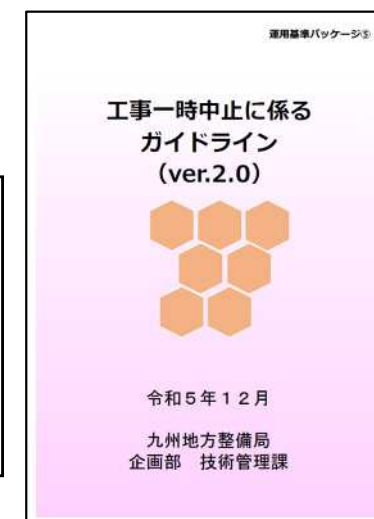 運用基準パッケージ⑤
工事一時中止に係る
ガイドライン
(ver.2.0)
令和5年12月
九州地方整備局
企画部 技術管理課